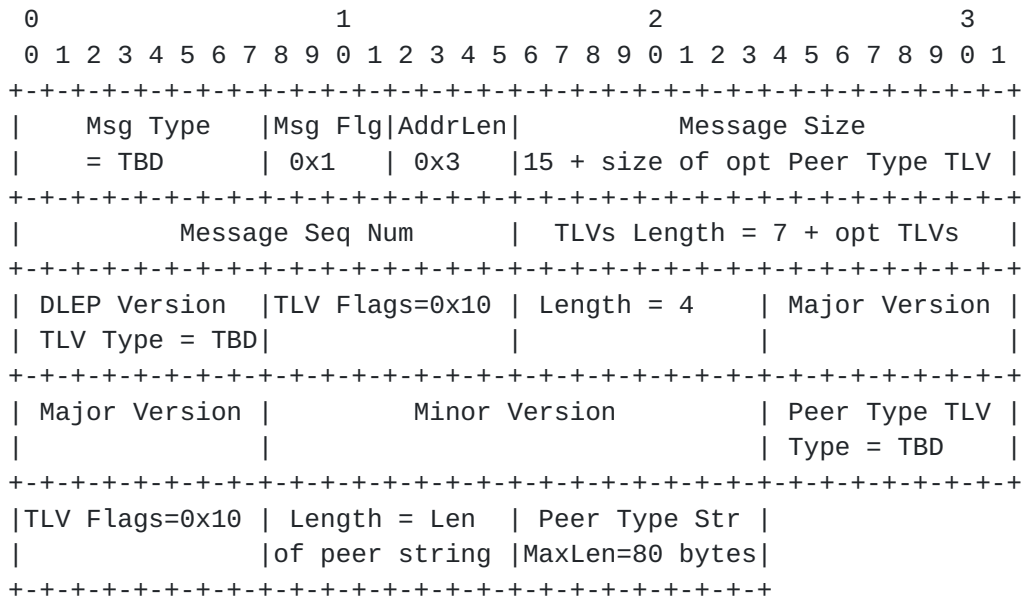 0                   1                   2                   3
 0 1 2 3 4 5 6 7 8 9 0 1 2 3 4 5 6 7 8 9 0 1 2 3 4 5 6 7 8 9 0 1
+-+-+-+-+-+-+-+-+-+-+-+-+-+-+-+-+-+-+-+-+-+-+-+-+-+-+-+-+-+-+-+-+
|    Msg Type   |Msg Flg|AddrLen|          Message Size         |
|    = TBD      | 0x1   | 0x3   |15 + size of opt Peer Type TLV |
+-+-+-+-+-+-+-+-+-+-+-+-+-+-+-+-+-+-+-+-+-+-+-+-+-+-+-+-+-+-+-+-+
|          Message Seq Num      |  TLVs Length = 7 + opt TLVs   |
+-+-+-+-+-+-+-+-+-+-+-+-+-+-+-+-+-+-+-+-+-+-+-+-+-+-+-+-+-+-+-+-+
| DLEP Version  |TLV Flags=0x10 | Length = 4    | Major Version |
| TLV Type = TBD|               |               |               |
+-+-+-+-+-+-+-+-+-+-+-+-+-+-+-+-+-+-+-+-+-+-+-+-+-+-+-+-+-+-+-+-+
| Major Version |         Minor Version         | Peer Type TLV |
|               |                               | Type = TBD    |
+-+-+-+-+-+-+-+-+-+-+-+-+-+-+-+-+-+-+-+-+-+-+-+-+-+-+-+-+-+-+-+-+
|TLV Flags=0x10 | Length = Len  | Peer Type Str |
|               |of peer string |MaxLen=80 bytes|
+-+-+-+-+-+-+-+-+-+-+-+-+-+-+-+-+-+-+-+-+-+-+-+-+